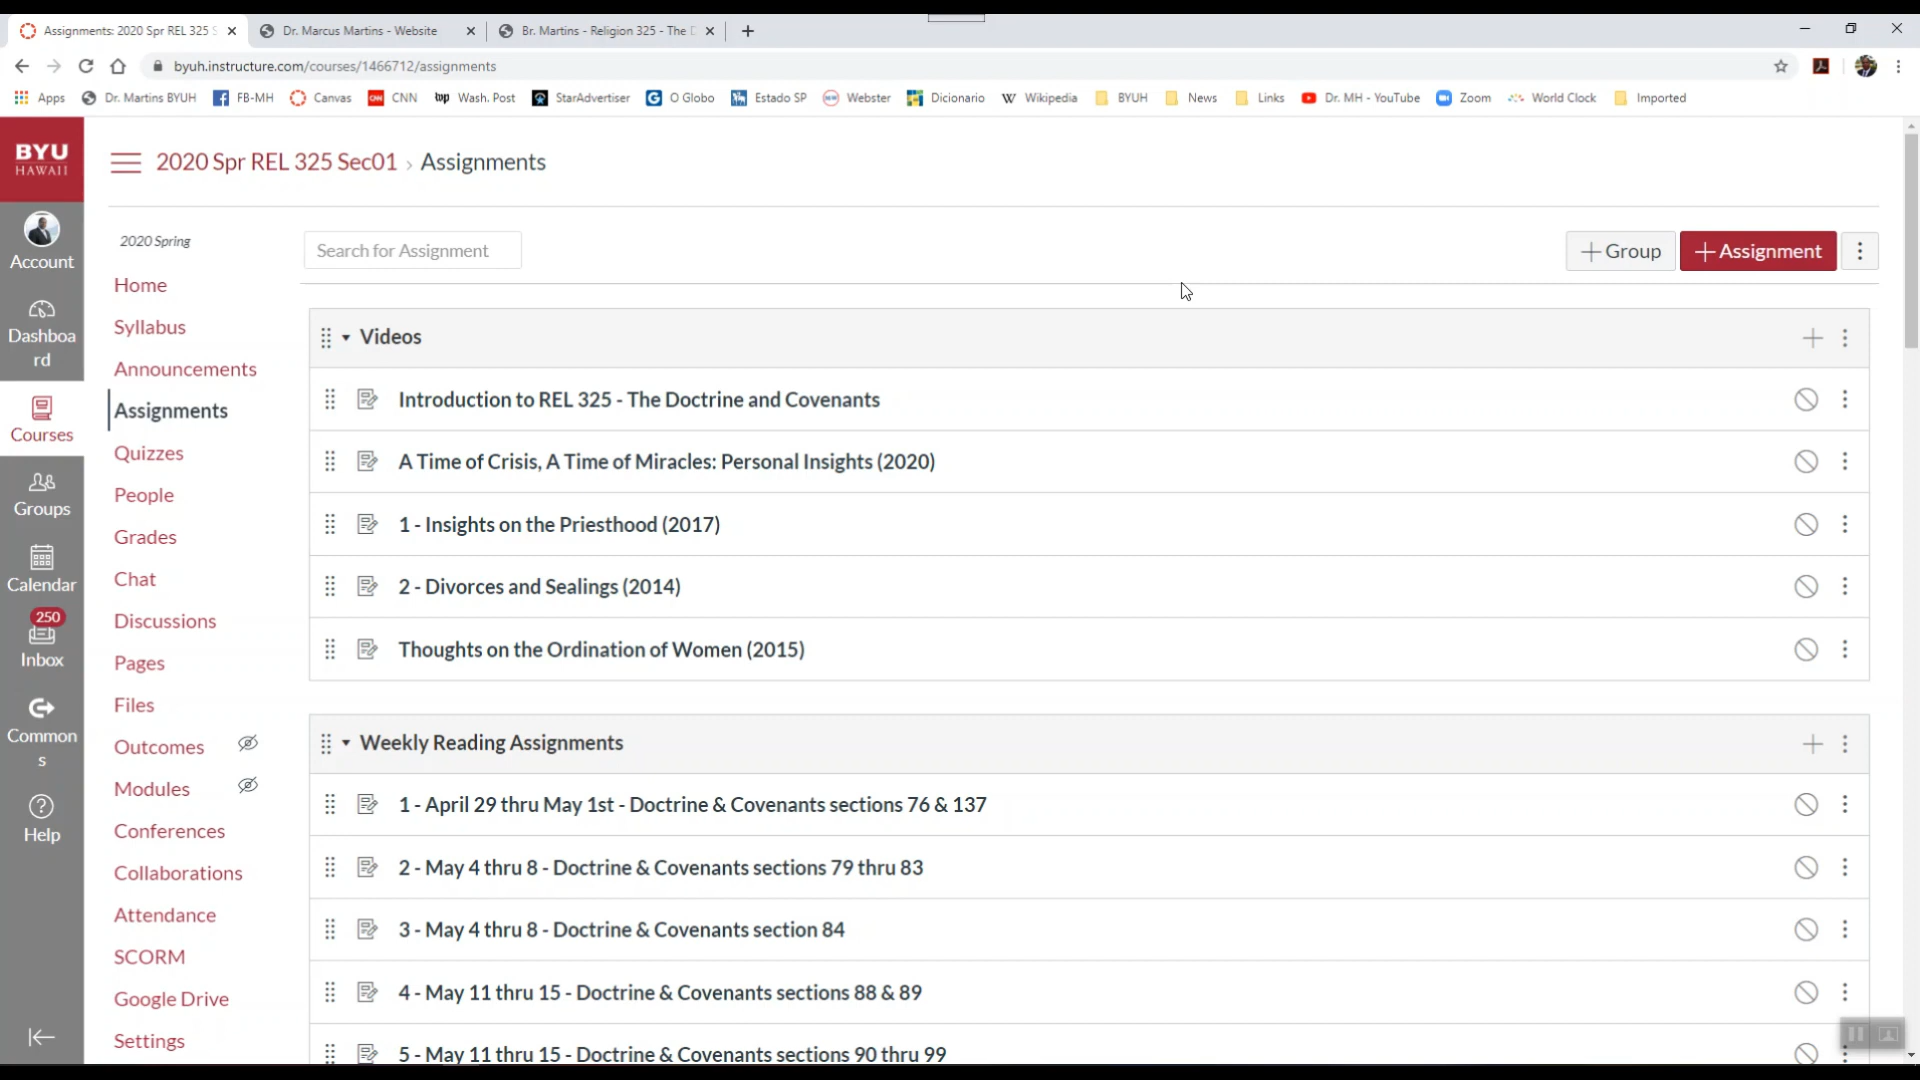 Assignments: 2020 Spr REL 325 S
Dr. Marcus Martins - Website
Br. Martins - Religion 325 - The D
byuh.instructure.com/courses/1466712/assignments
Apps
Dr. Martins BYUH
FB-MH
Canvas
CNN
wp Wash. Post
StarAdvertiser
O Globo
Estado SP
Webster
Dicionario
W Wikipedia
BYUH
News
Links
Dr. MH - YouTube
Zoom
World Clock
Imported
BYU
HAWAII
2020 Spr REL 325 Sec01 › Assignments
Account
Dashboa
rd
Courses
Groups
Calendar
250
Inbox
Common
s
Help
2020 Spring
Home
Syllabus
Announcements
Assignments
Quizzes
People
Grades
Chat
Discussions
Pages
Files
Outcomes
Modules
Conferences
Collaborations
Attendance
SCORM
Google Drive
Settings
Search for Assignment
+ Group
+ Assignment
Videos
Introduction to REL 325 - The Doctrine and Covenants
A Time of Crisis, A Time of Miracles: Personal Insights (2020)
1 - Insights on the Priesthood (2017)
2 - Divorces and Sealings (2014)
Thoughts on the Ordination of Women (2015)
Weekly Reading Assignments
1 - April 29 thru May 1st - Doctrine & Covenants sections 76 & 137
2 - May 4 thru 8 - Doctrine & Covenants sections 79 thru 83
3 - May 4 thru 8 - Doctrine & Covenants section 84
4 - May 11 thru 15 - Doctrine & Covenants sections 88 & 89
5 - May 11 thru 15 - Doctrine & Covenants sections 90 thru 99